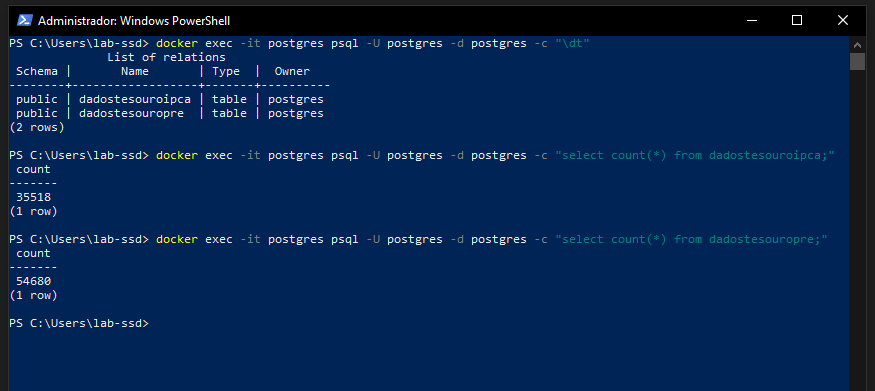 Administrador: Windows PowerShell
PS C:\Users\lab-ssd> docker exec -it postgres psql -U postgres -d postgres -c "\dt"
             List of relations
 Schema |       Name       | Type  |  Owner
--------+------------------+-------+----------
 public | dadostesouroipca | table | postgres
 public | dadostesouropre  | table | postgres
(2 rows)
PS C:\Users\lab-ssd> docker exec -it postgres psql -U postgres -d postgres -c "select count(*) from dadostesouroipca;"
 count
-------
 35518
(1 row)
PS C:\Users\lab-ssd> docker exec -it postgres psql -U postgres -d postgres -c "select count(*) from dadostesouropre;"
 count
-------
 54680
(1 row)
PS C:\Users\lab-ssd>